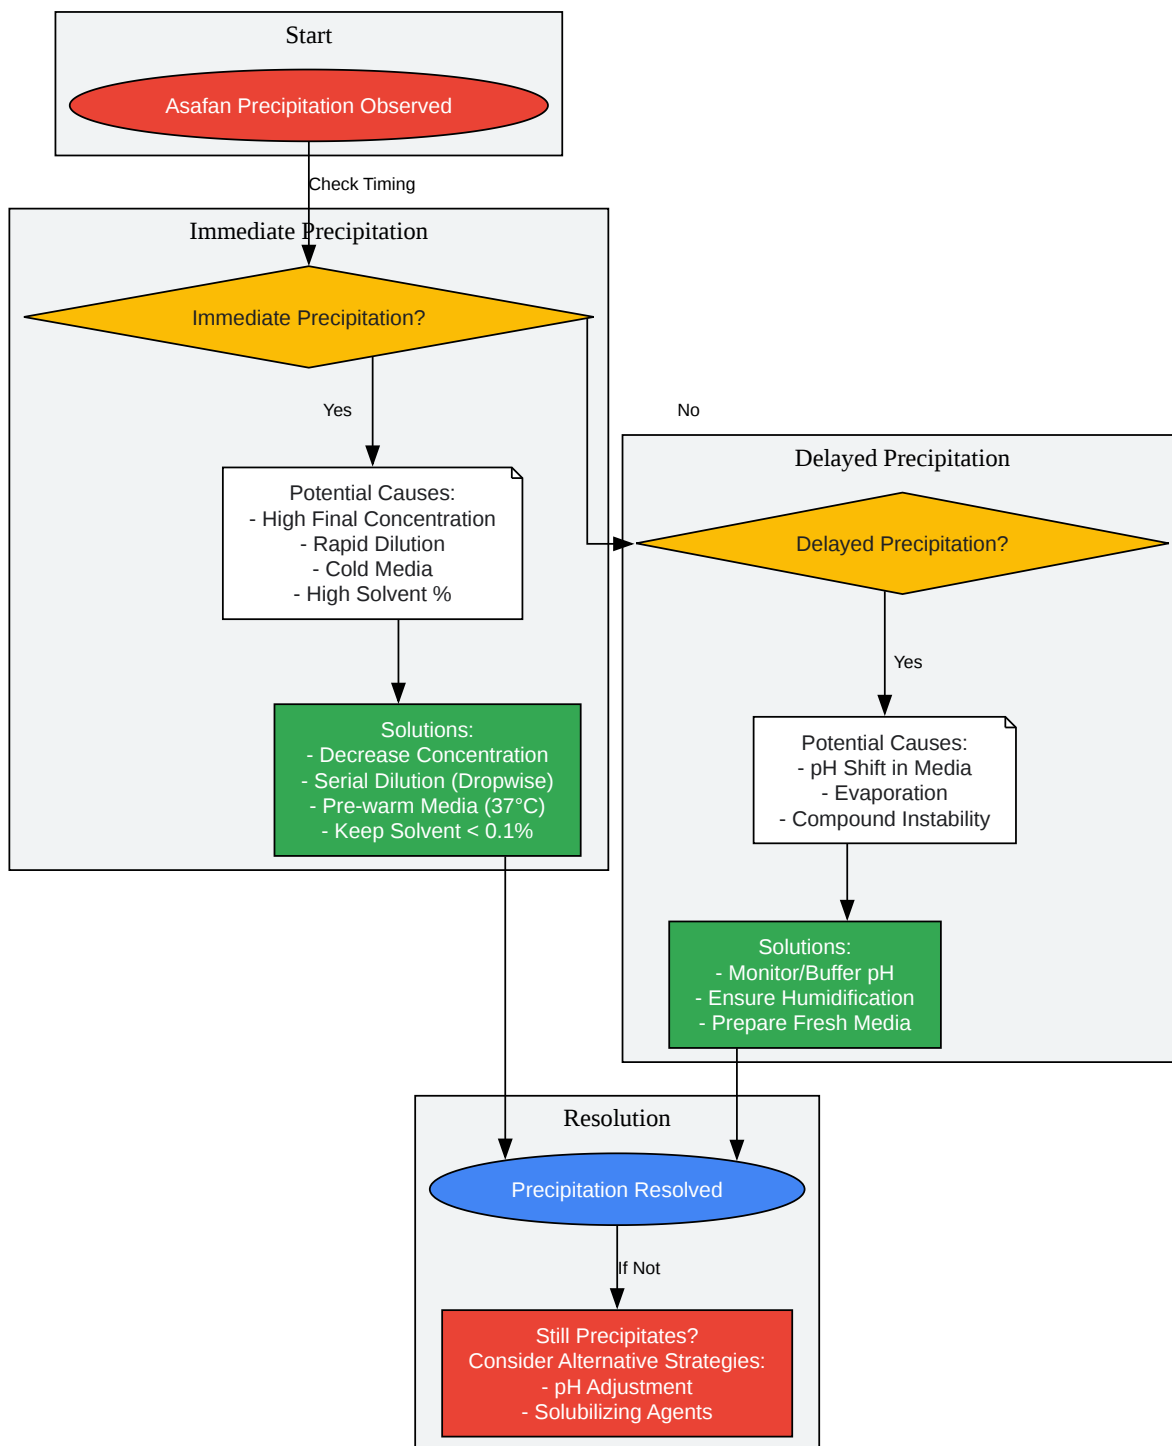 Start
Asafan Precipitation Observed
Check Timing
Immediate Precipitation
Immediate Precipitation?
Yes
No
Potential Causes:
- High Final Concentration
- Rapid Dilution
- Cold Media
- High Solvent %
Solutions:
- Decrease Concentration
- Serial Dilution (Dropwise)
- Pre-warm Media (37°C)
- Keep Solvent < 0.1%
Delayed Precipitation
Delayed Precipitation?
Yes
Potential Causes:
- pH Shift in Media
- Evaporation
- Compound Instability
Solutions:
- Monitor/Buffer pH
- Ensure Humidification
- Prepare Fresh Media
Resolution
Precipitation Resolved
If Not
Still Precipitates?
Consider Alternative Strategies:
- pH Adjustment
- Solubilizing Agents